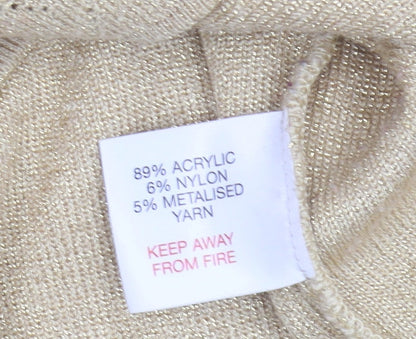 89% ACRYLIC
6% NYLON
5% METALISED
YARN
KEEP AWAY
FROM FIRE